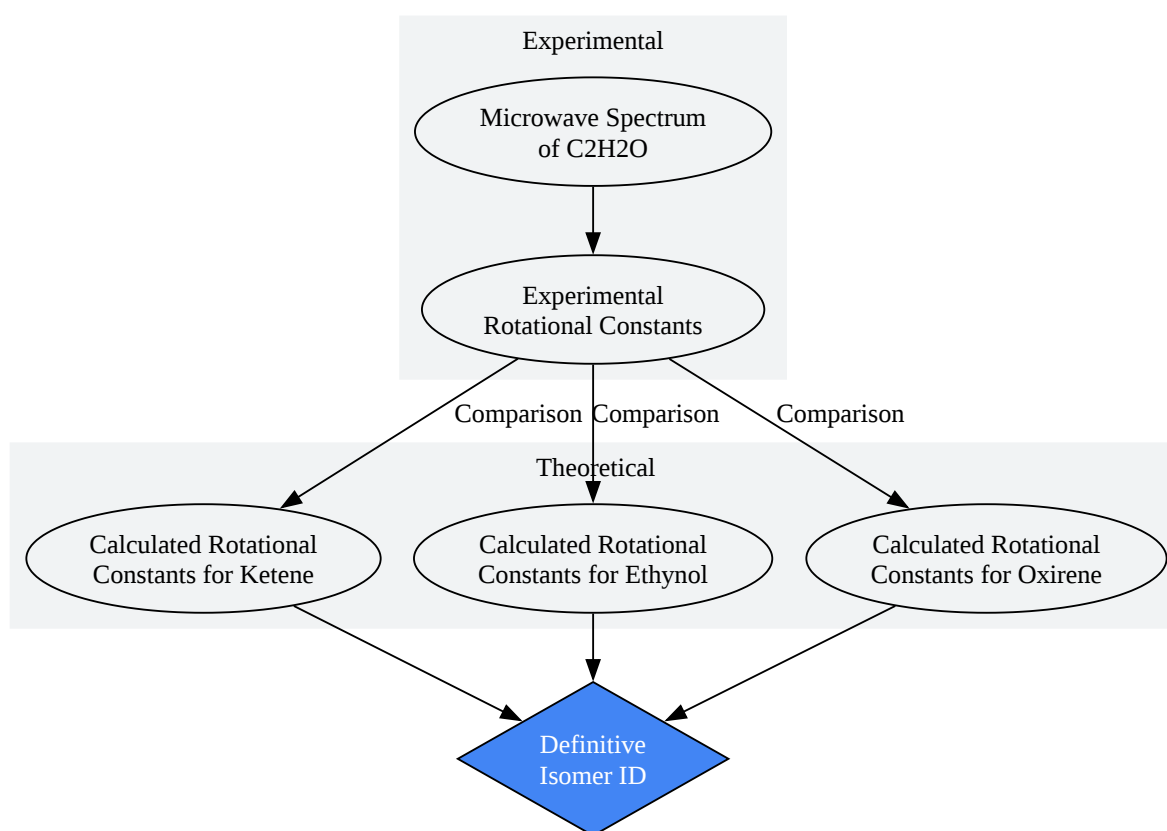 Experimental
Microwave Spectrum
of C2H2O
Experimental
Rotational Constants
Comparison
Comparison
Comparison
Theoretical
Calculated Rotational
Constants for Ketene
Calculated Rotational
Constants for Ethynol
Calculated Rotational
Constants for Oxirene
Definitive
Isomer ID